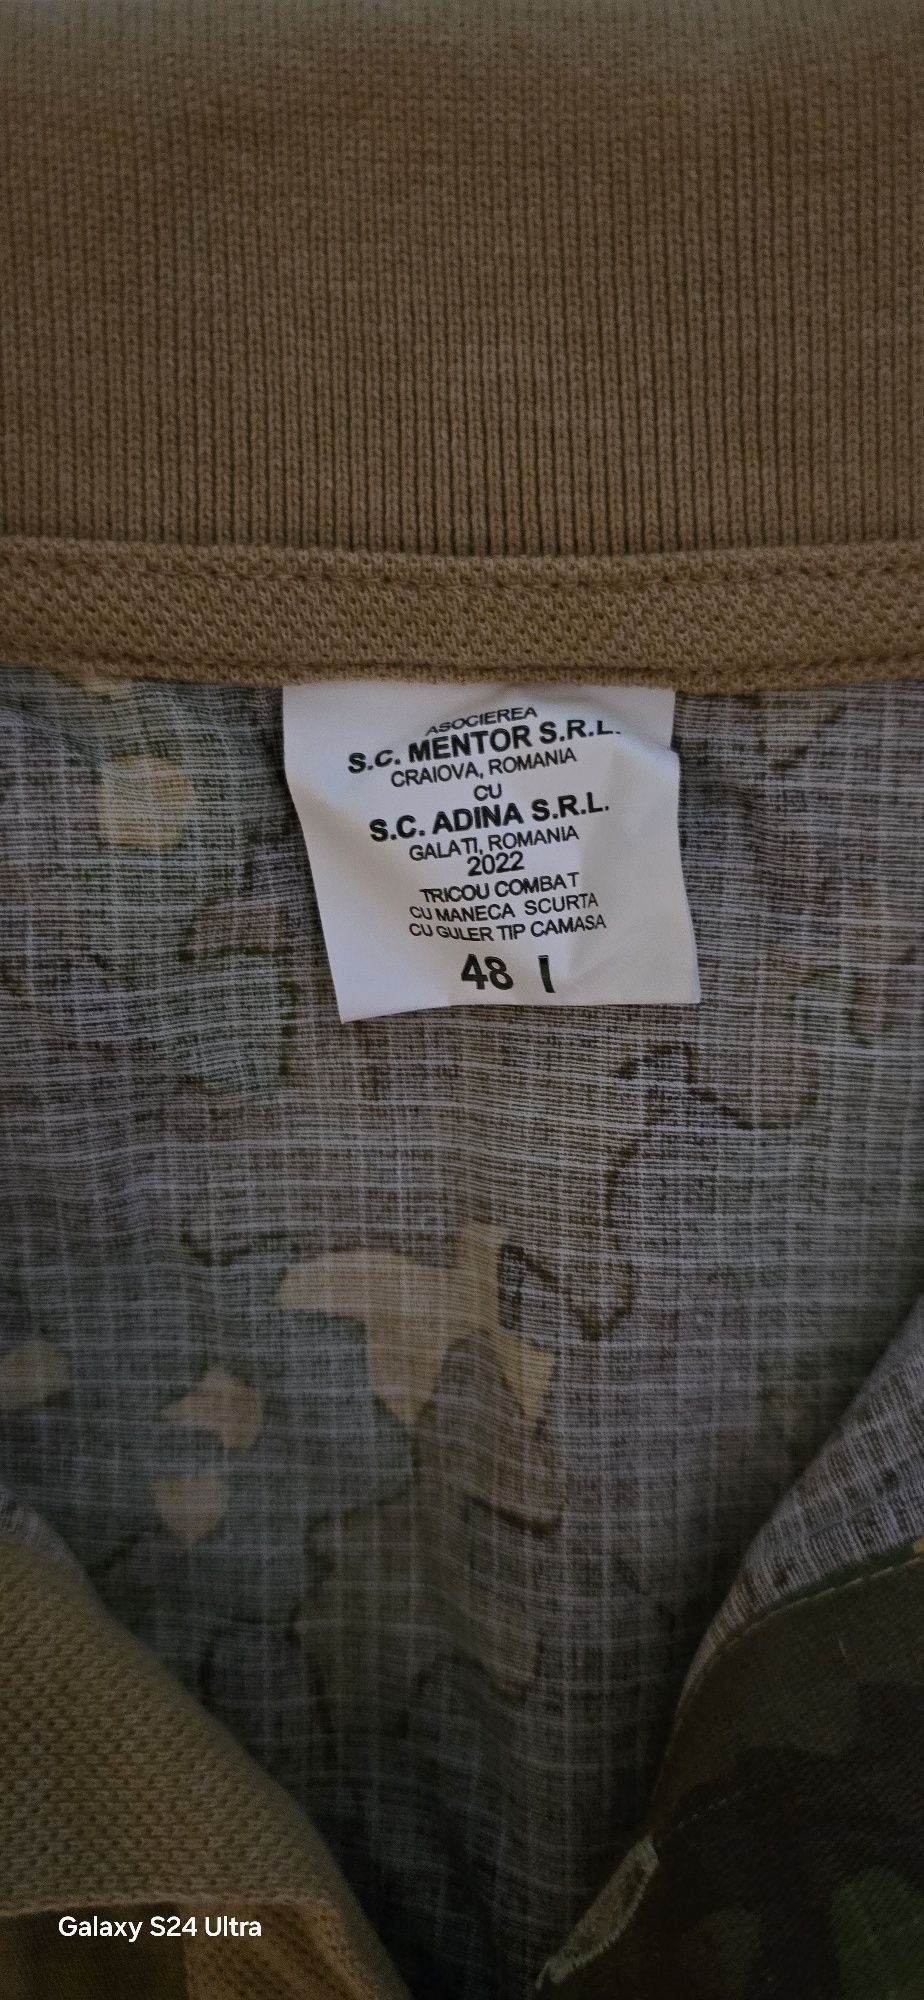 ASOCIEREA
S.C. MENTOR S.R.L.
CRAIOVA, ROMANIA
CU
S.C. ADINA S.R.L.
GALATI, ROMANIA
2022
TRICOU COMBAT
CU MANECA SCURTA
CU GULER TIP CAMASA
48 I
Galaxy S24 Ultra